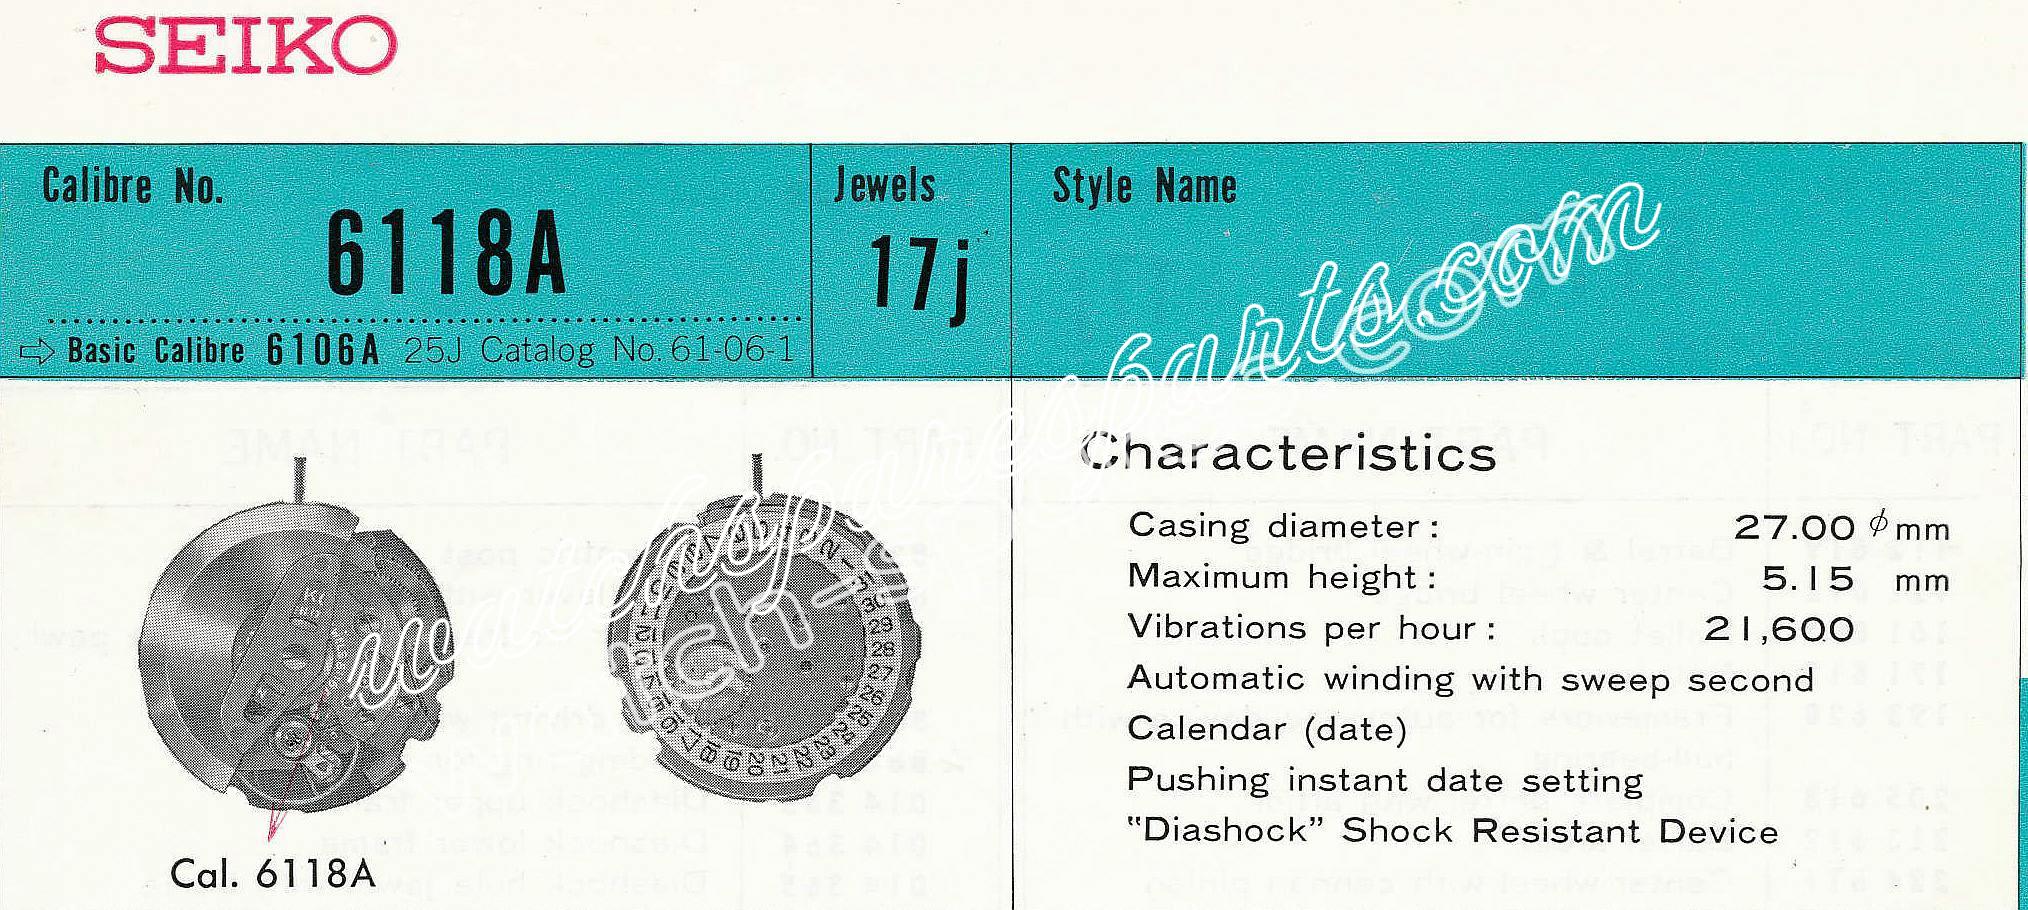 SEIKO
Calibre No.
6118A
Basic Calibre 6106A 25J Catalog No. 61-06-1
Jewels
17j
Style Name
watchspareparts.com
Characteristics
Casing diameter: 27.00 φ mm
Maximum height: 5.15 mm
Vibrations per hour: 21,600
Automatic winding with sweep second
Calendar (date)
Pushing instant date setting
"Diashock" Shock Resistant Device
Cal. 6118A